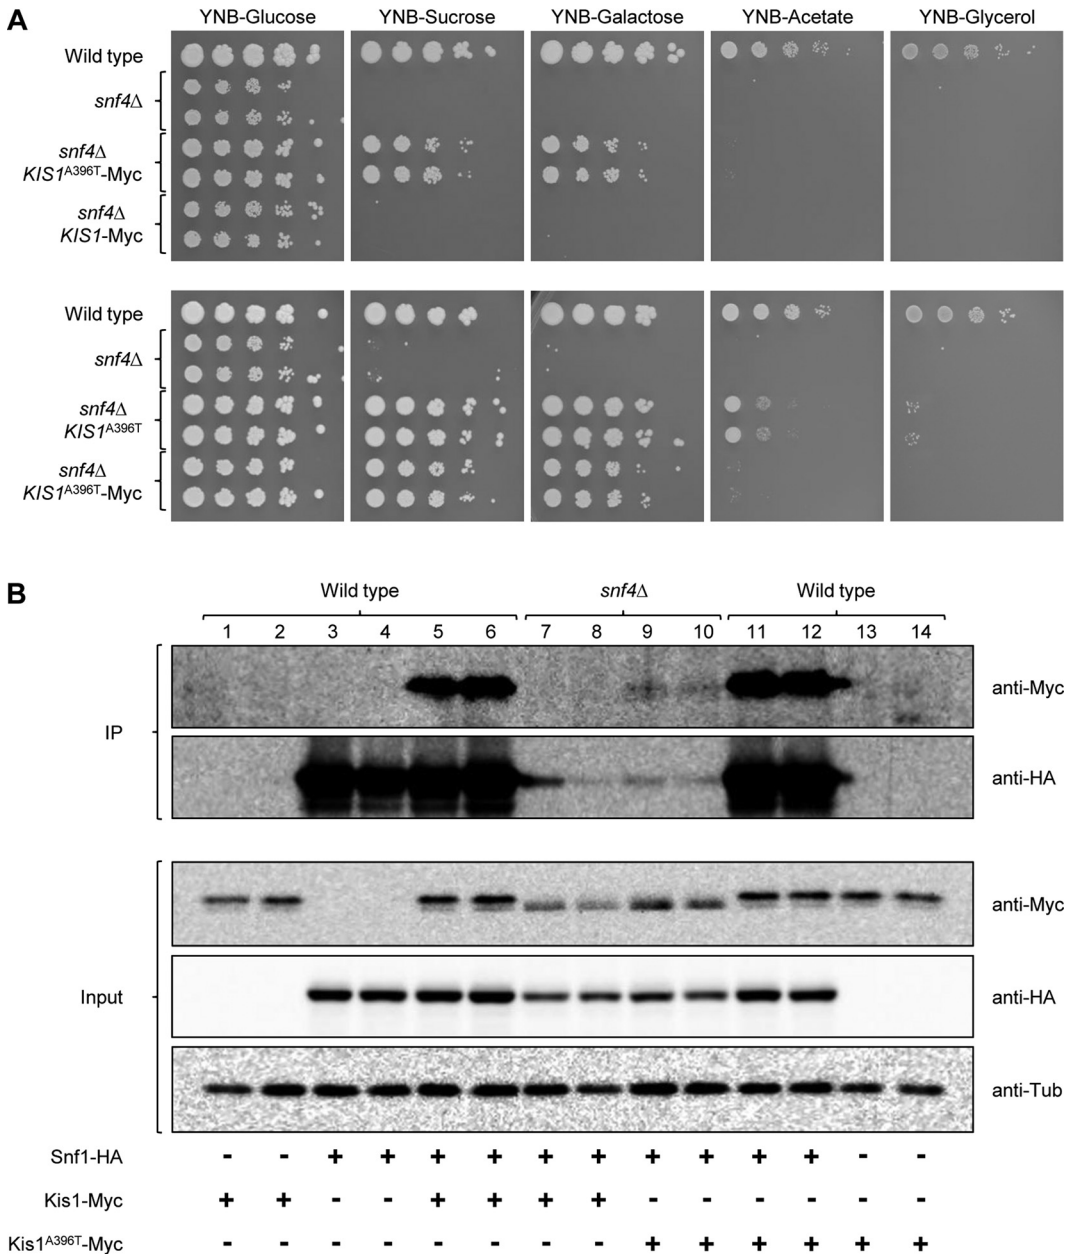 A
YNB-Glucose YNB-Sucrose YNB-Galactose YNB-Acetate YNB-Glycerol
Wild type
snf4Δ
snf4Δ
KIS1A396T-Myc
snf4Δ
KIS1-Myc
Wild type
snf4Δ
snf4Δ
KIS1A396T
snf4Δ
KIS1A396T-Myc
B
Wild type snf4Δ Wild type
1 2 3 4 5 6 7 8 9 10 11 12 13 14
anti-Myc
IP
anti-HA
anti-Myc
Input anti-HA
anti-Tub
Snf1-HA - - + + + + + + + + + + - -
Kis1-Myc + + - - + + + + - - - - - -
Kis1A396T-Myc - - - - - - - - + + + + + +